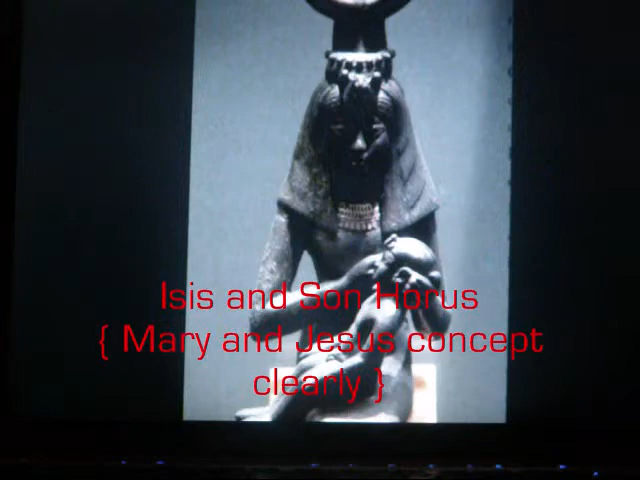 Isis and Son Horus
{ Mary and Jesus concept
clearly }